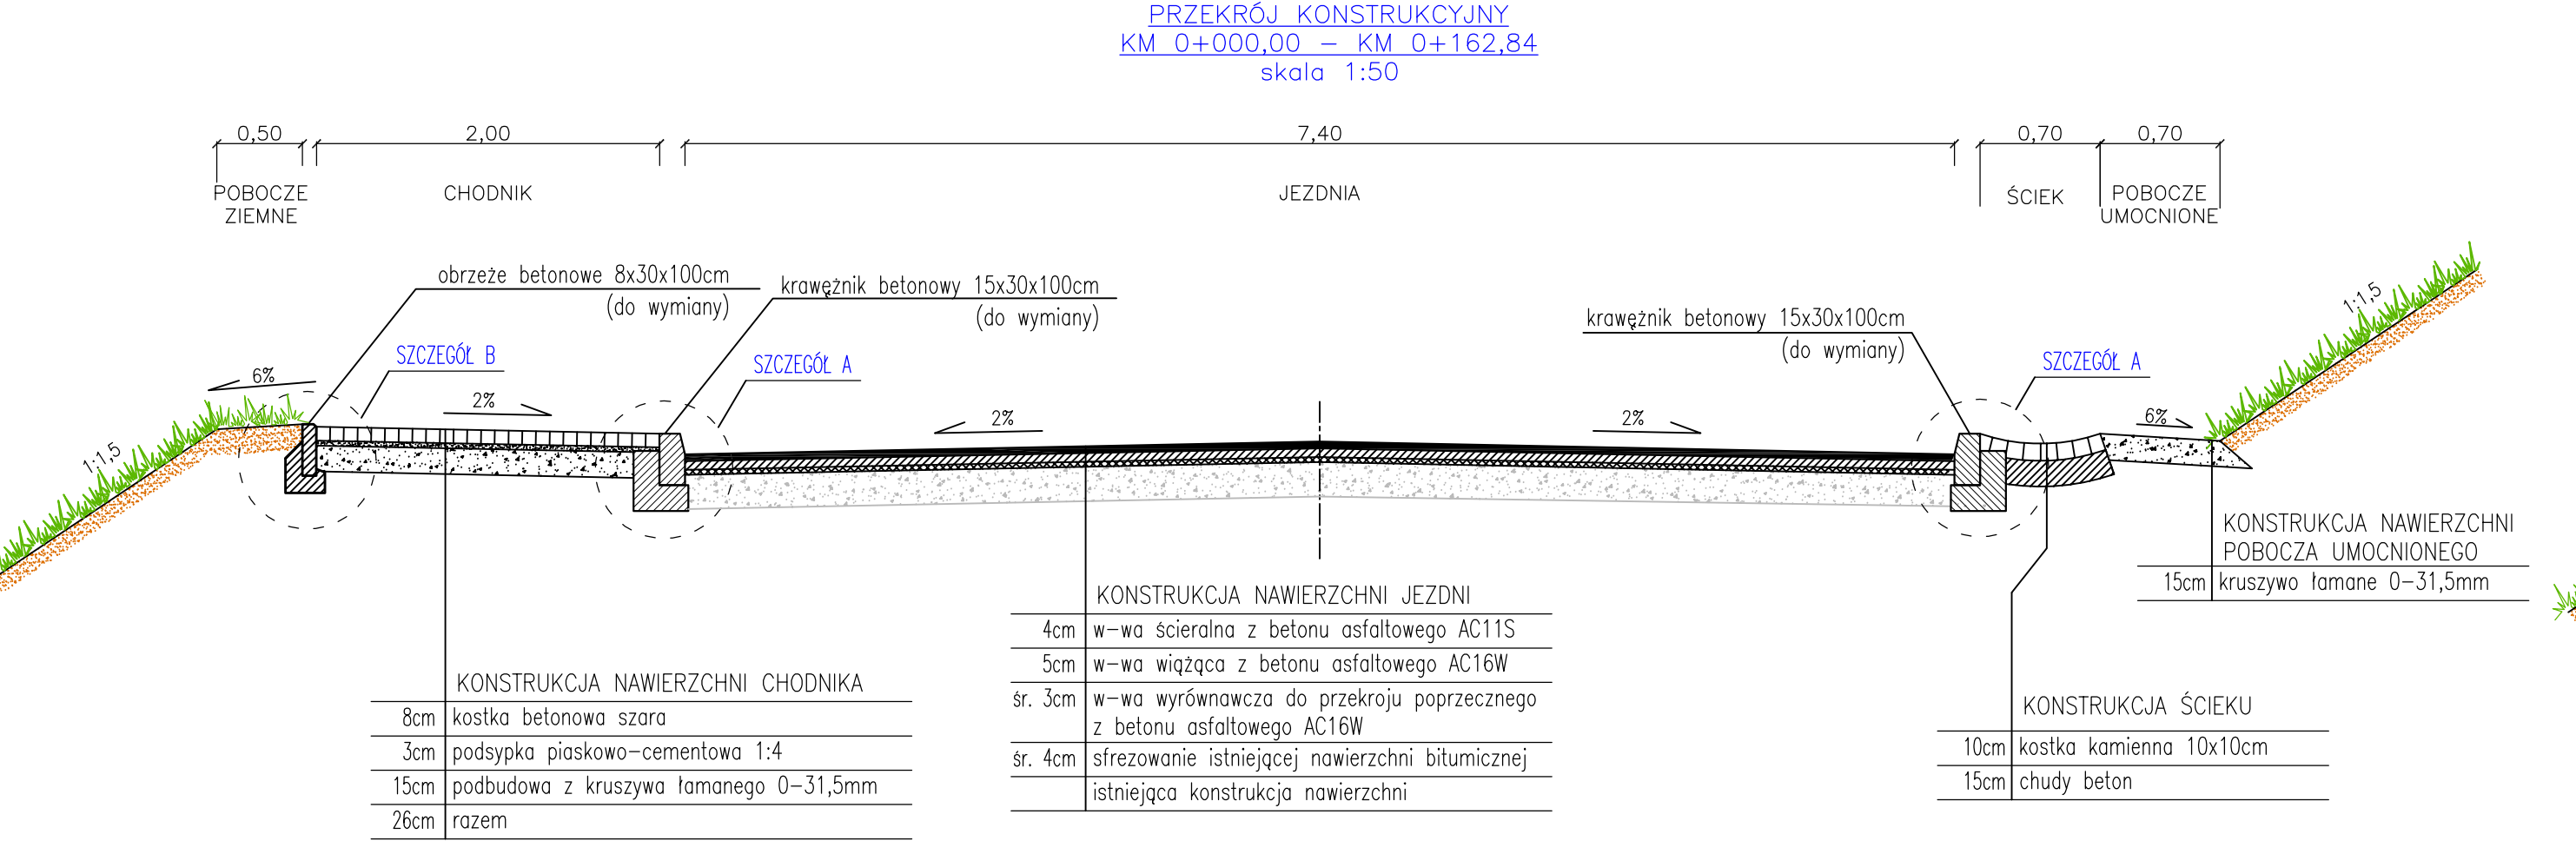 PRZEKRÓJ KONSTRUKCYJNY
KM 0+000,00 – KM 0+162,84
skala 1:50
0,50
2,00
7,40
0,70
0,70
POBOCZE
ZIEMNE
CHODNIK
JEZDNIA
ŚCIEK
POBOCZE
UMOCNIONE
obrzeże betonowe 8x30x100cm
(do wymiany)
krawężnik betonowy 15x30x100cm
(do wymiany)
krawężnik betonowy 15x30x100cm
(do wymiany)
SZCZEGÓŁ B
SZCZEGÓŁ A
SZCZEGÓŁ A
1:1,5
6%
2%
2%
2%
6%
1:1,5
KONSTRUKCJA NAWIERZCHNI
POBOCZA UMOCNIONEGO
15cm kruszywo łamane 0–31,5mm
KONSTRUKCJA NAWIERZCHNI JEZDNI
4cm w–wa ścieralna z betonu asfaltowego AC11S
5cm w–wa wiążąca z betonu asfaltowego AC16W
śr. 3cm w–wa wyrównawcza do przekroju poprzecznego
z betonu asfaltowego AC16W
śr. 4cm sfrezowanie istniejącej nawierzchni bitumicznej
istniejąca konstrukcja nawierzchni
KONSTRUKCJA NAWIERZCHNI CHODNIKA
8cm kostka betonowa szara
3cm podsypka piaskowo–cementowa 1:4
15cm podbudowa z kruszywa łamanego 0–31,5mm
26cm razem
KONSTRUKCJA ŚCIEKU
10cm kostka kamienna 10x10cm
15cm chudy beton